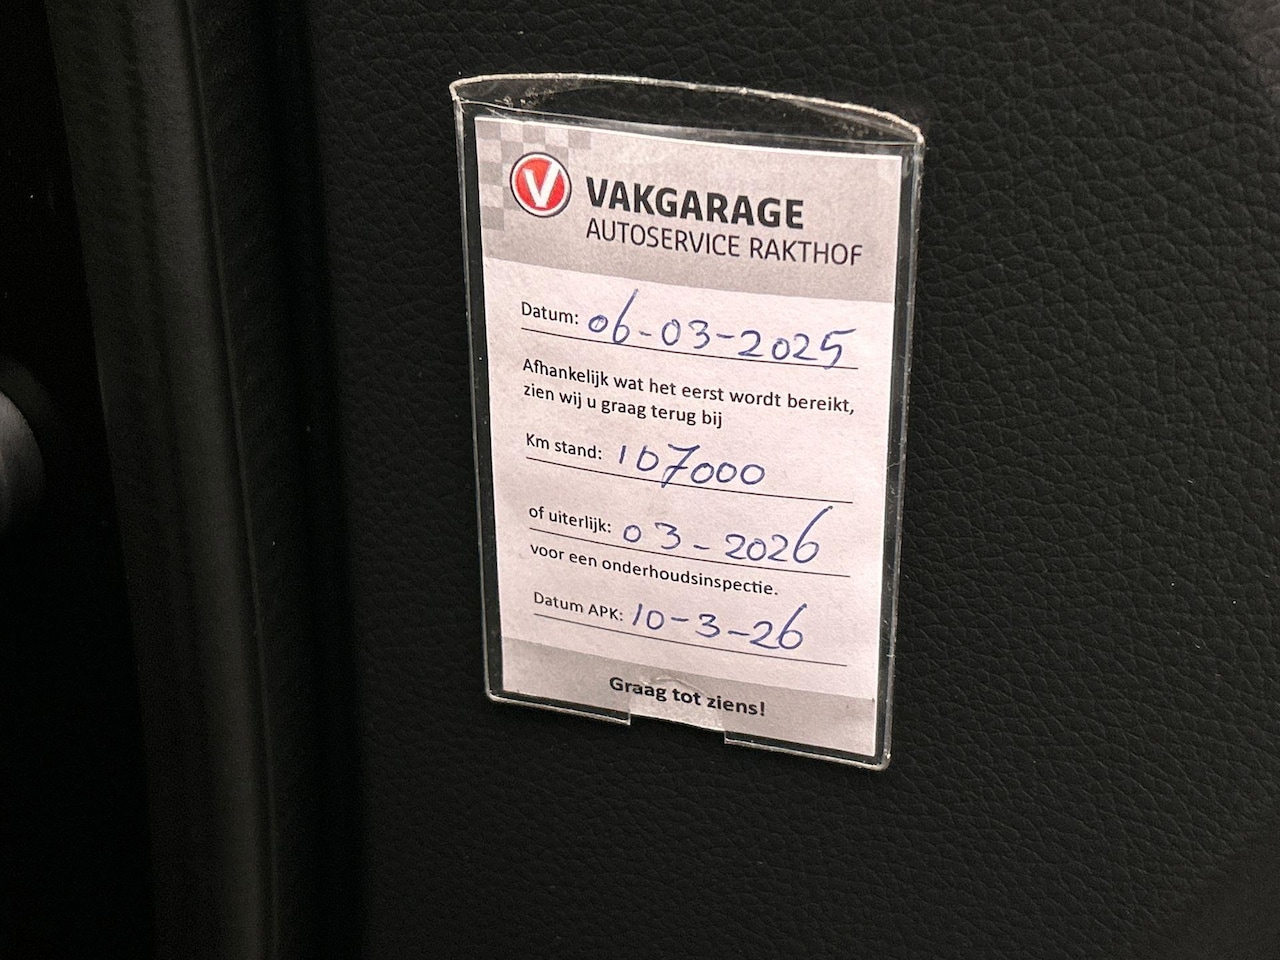 V VAKGARAGE
AUTOSERVICE RAKTHOF
Datum: 06-03-2025
Afhankelijk wat het eerst wordt bereikt,
zien wij u graag terug bij
Km stand: 107000
of uiterlijk: 03-2026
voor een onderhoudsinspectie.
Datum APK: 10-3-26
Graag tot ziens!